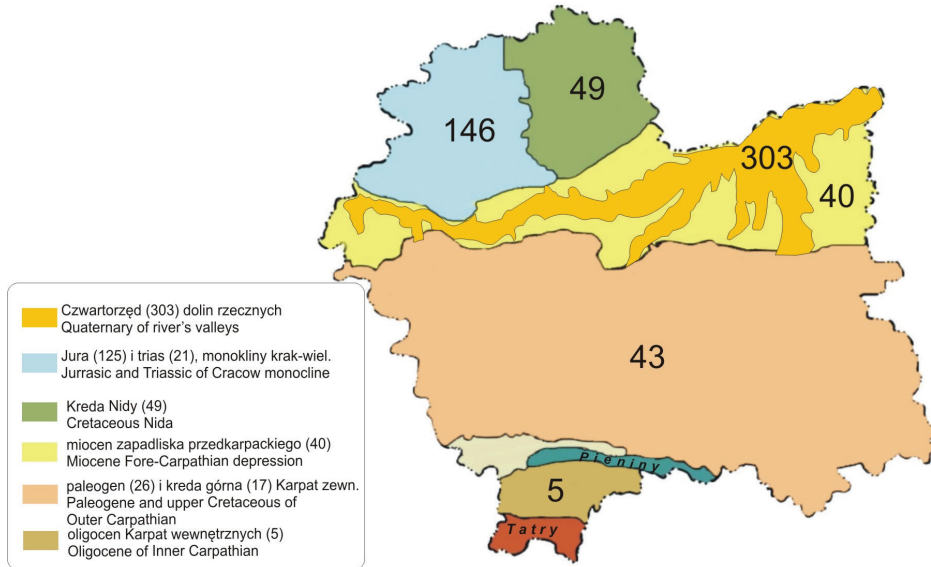 49
146
303
40
43
Pieniny
5
Tatry
Czwartorzęd (303) dolin rzecznych
Quaternary of river's valleys
Jura (125) i trias (21), monokliny krak-wiel.
Jurrasic and Triassic of Cracow monocline
Kreda Nidy (49)
Cretaceous Nida
miocen zapadliska przedkarpackiego (40)
Miocene Fore-Carpathian depression
paleogen (26) i kreda górna (17) Karpat zewn.
Paleogene and upper Cretaceous of
Outer Carpathian
oligocen Karpat wewnętrznych (5)
Oligocene of Inner Carpathian